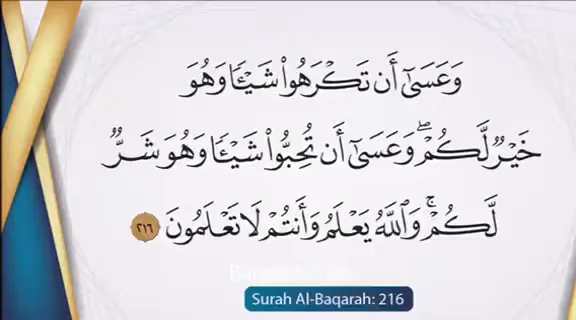 وَعَسَىٰٓ أَن تَكْرَهُوا۟ شَيْـًٔا وَهُوَ
خَيْرٌ لَّكُمْ ۖ وَعَسَىٰٓ أَن تُحِبُّوا۟ شَيْـًٔا وَهُوَ شَرٌّ
لَّكُمْ ۗ وَٱللَّهُ يَعْلَمُ وَأَنتُمْ لَا تَعْلَمُونَ ٢١٦
Surah Al-Baqarah: 216